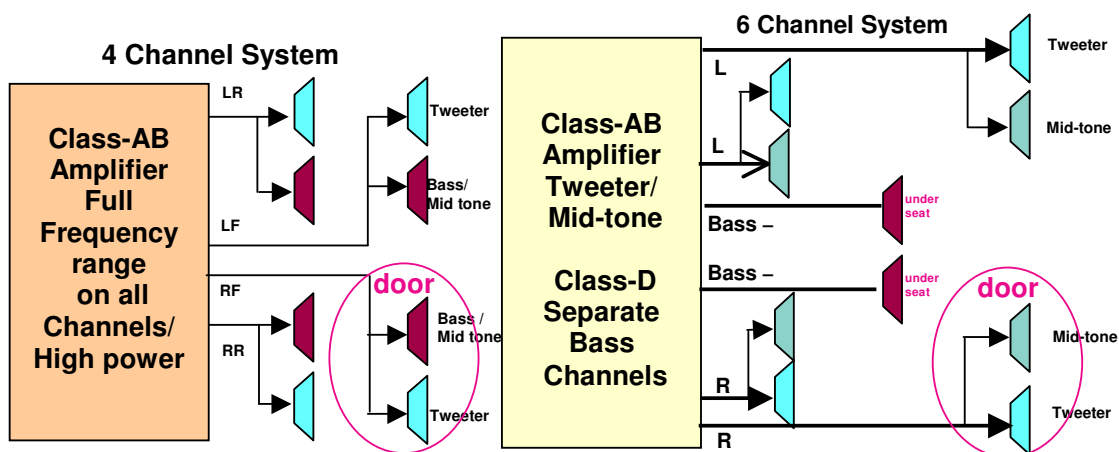 4 Channel System
Class-AB
Amplifier
Full
Frequency
range
on all
Channels/
High power
LR
LF
RF
RR
Tweeter
Bass/
Mid tone
door
Bass /
Mid tone
Tweeter
6 Channel System
Class-AB
Amplifier
Tweeter/
Mid-tone
Class-D
Separate
Bass
Channels
L
L
Bass –
Bass –
R
R
Tweeter
Mid-tone
under
seat
under
seat
door
Mid-tone
Tweeter